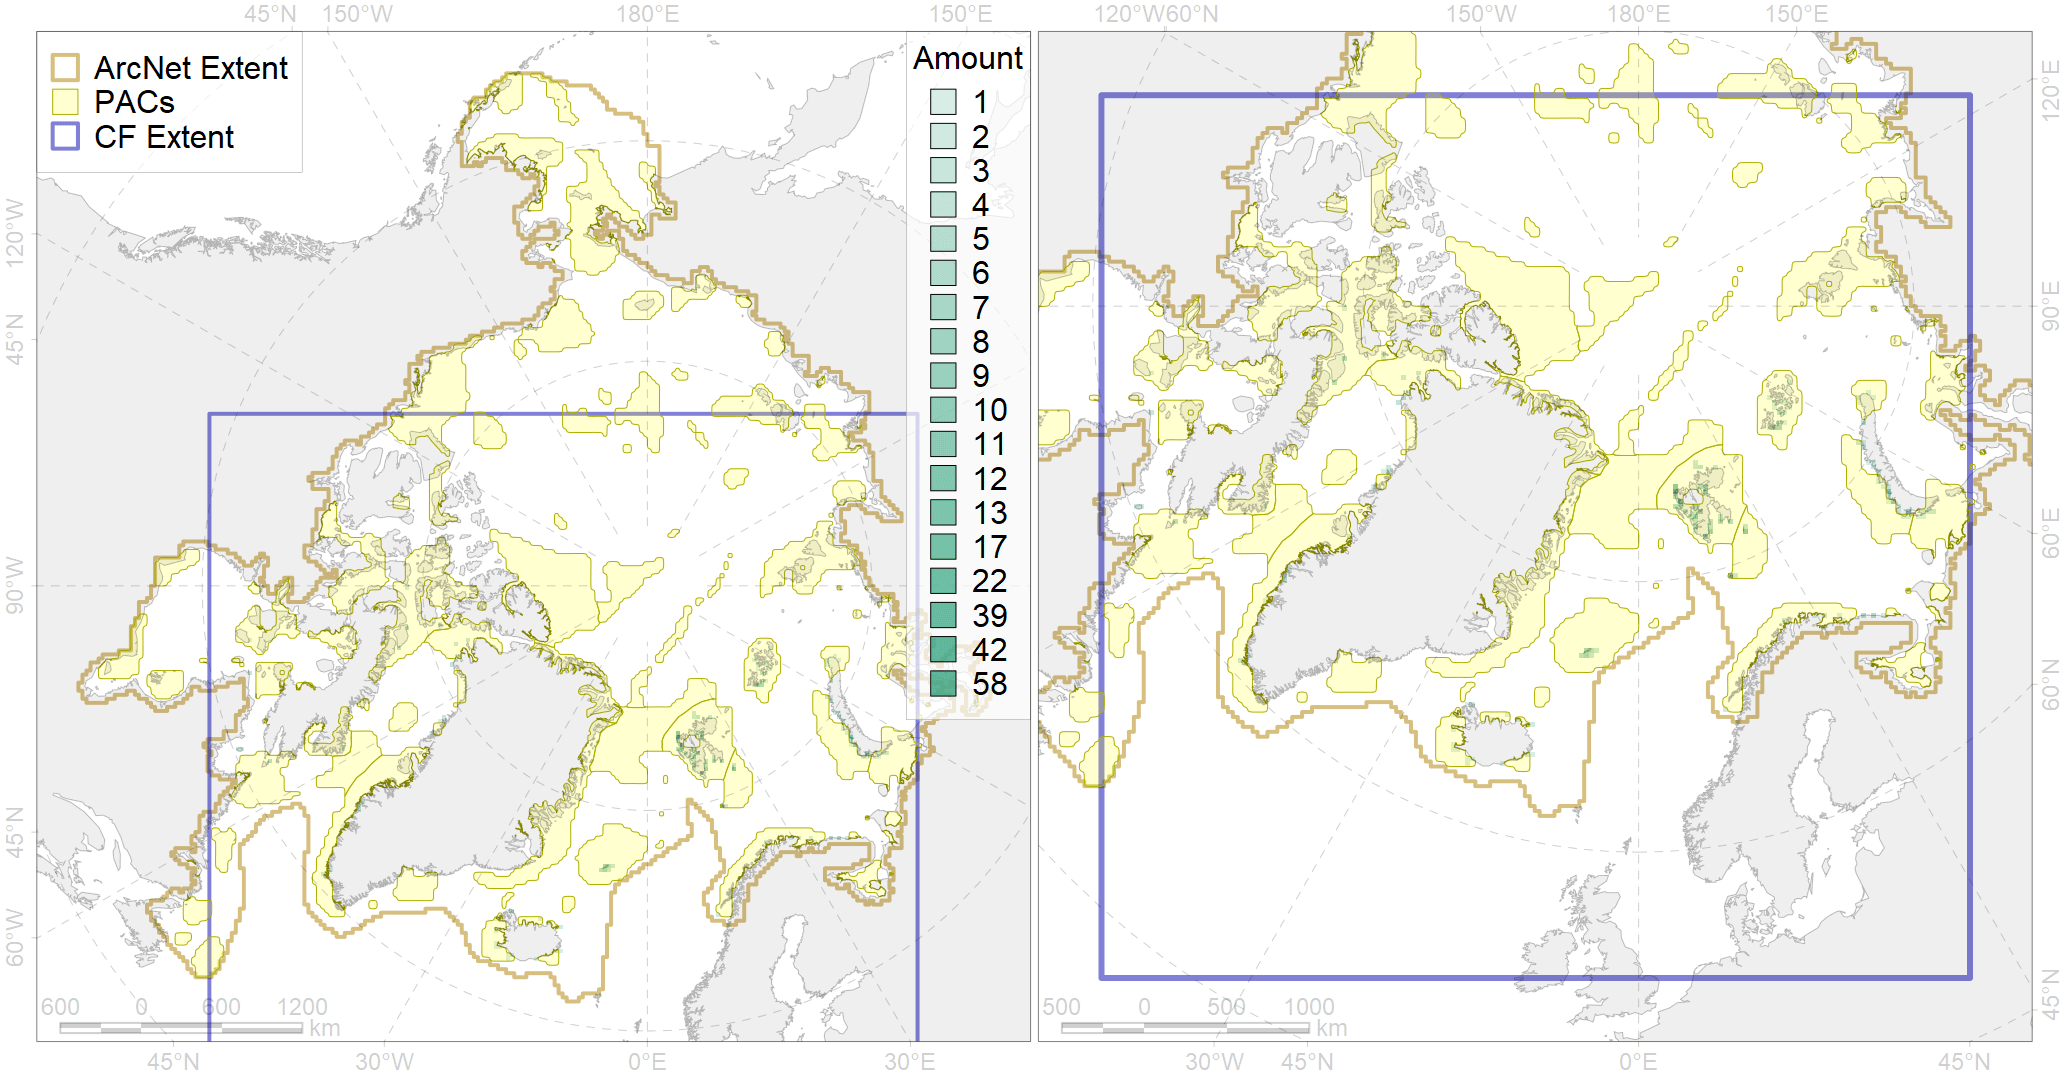 45°N 150°W 180°E 150°E
120°W 60°N 150°W 180°E 150°E
ArcNet Extent
PACs
CF Extent
Amount
1
2
3
4
5
6
7
8
9
10
11
12
13
17
22
39
42
58
120°W
45°N
90°W
45°N
60°W
120°E
90°E
60°E
60°N
45°N
600 0 600 1200
km
500 0 500 1000
km
45°N 30°W 0°E 30°E
30°W 45°N 0°E 45°N